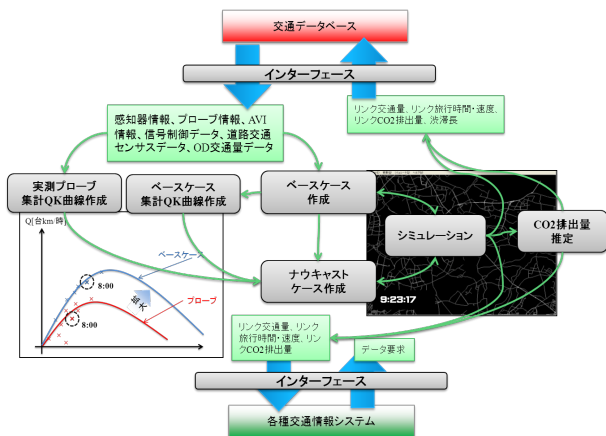 交通データベース
インターフェース
感知器情報、プローブ情報、AVI
情報、信号制御データ、道路交通
センサスデータ、OD交通量データ
リンク交通量、リンク旅行時間・速度、
リンクCO2排出量、渋滞長
実測プローブ
集計QK曲線作成
ベースケース
集計QK曲線作成
ベースケース
作成
シミュレーション
CO2排出量
推定
ナウキャスト
ケース作成
Q[台km/時]
ベースケース
8:00
プローブ
8:00
9:23:17
リンク交通量、リンク
旅行時間・速度、リン
クCO2排出量
データ要求
インターフェース
各種交通情報システム